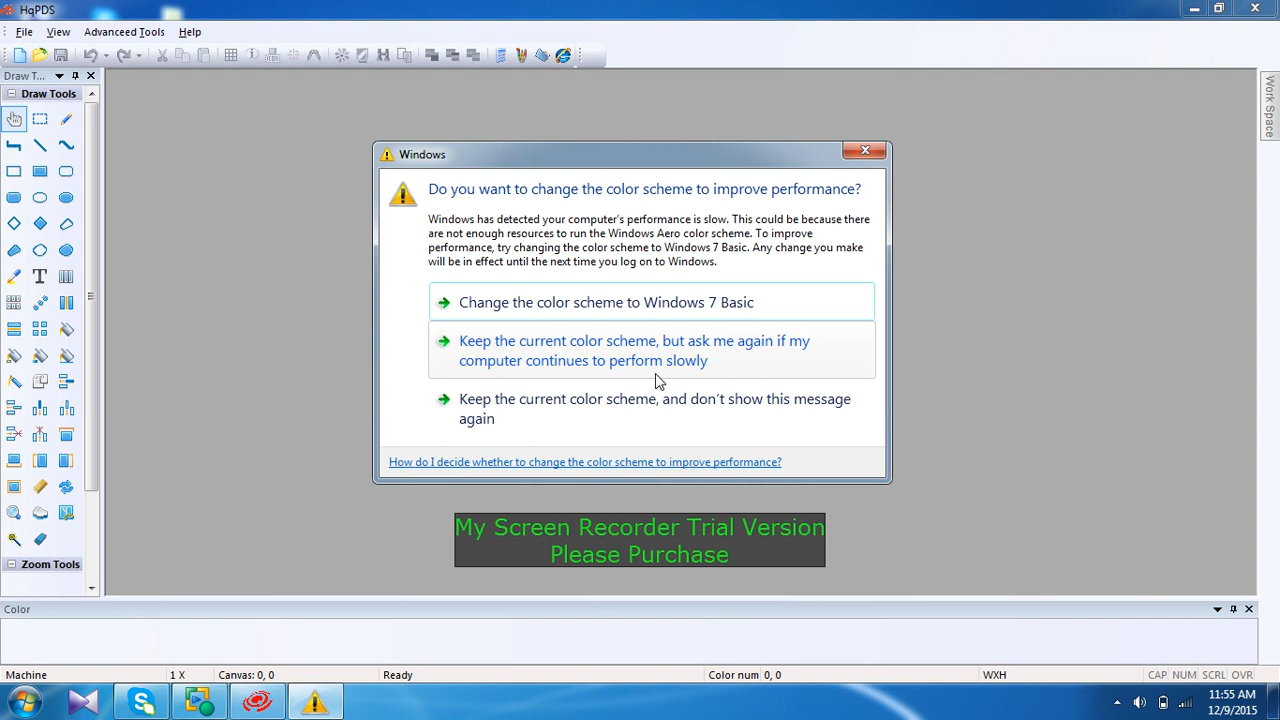 HqPDS
File View Advanceed Tools Help
Draw T...
Draw Tools
Zoom Tools
Work Space
Windows
Do you want to change the color scheme to improve performance?
Windows has detected your computer's performance is slow. This could be because there
are not enough resources to run the Windows Aero color scheme. To improve
performance, try changing the color scheme to Windows 7 Basic. Any change you make
will be in effect until the next time you log on to Windows.
Change the color scheme to Windows 7 Basic
Keep the current color scheme, but ask me again if my
computer continues to perform slowly
Keep the current color scheme, and don't show this message
again
How do I decide whether to change the color scheme to improve performance?
My Screen Recorder Trial Version
Please Purchase
Color
Machine 1 X Canvas: 0, 0 Ready Color num 0, 0 WXH CAP NUM SCRL OVR
11:55 AM
12/9/2015